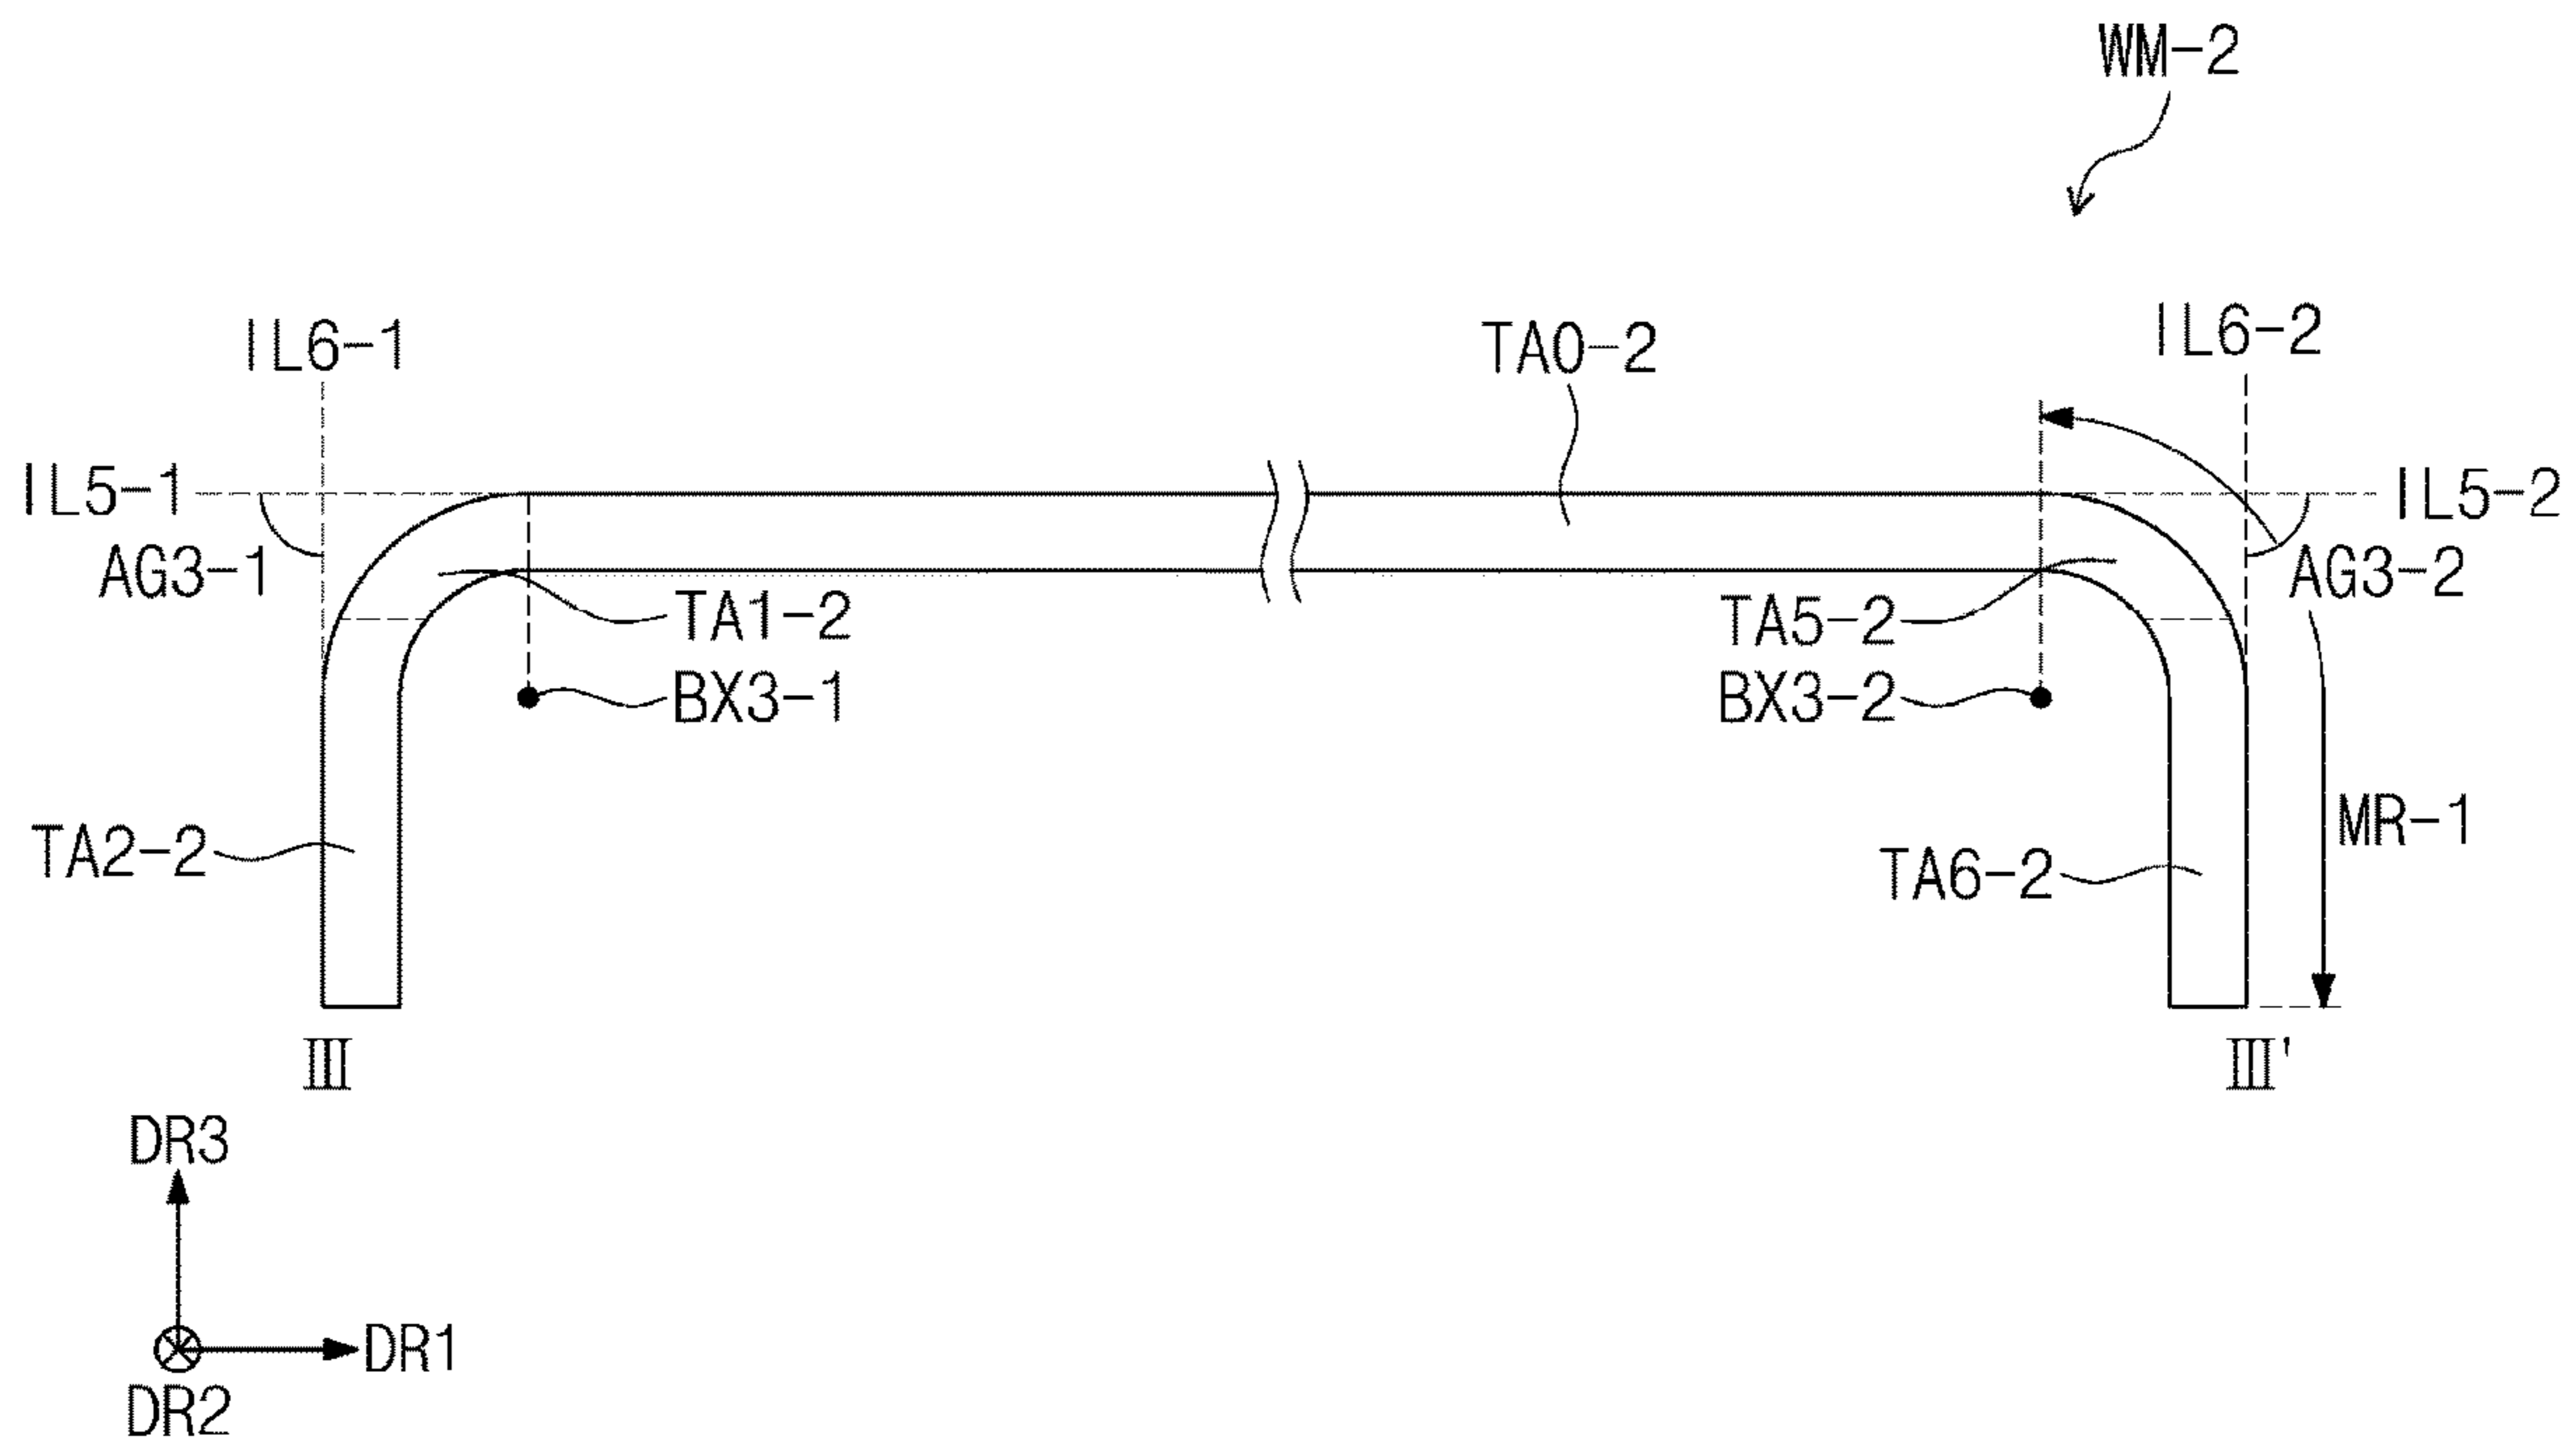 WM-2
IL6-1
TA0-2
IL6-2
IL5-1
IL5-2
AG3-1
AG3-2
TA1-2
TA5-2
BX3-1
BX3-2
TA2-2
TA6-2
MR-1
III
III'
DR3
DR1
DR2